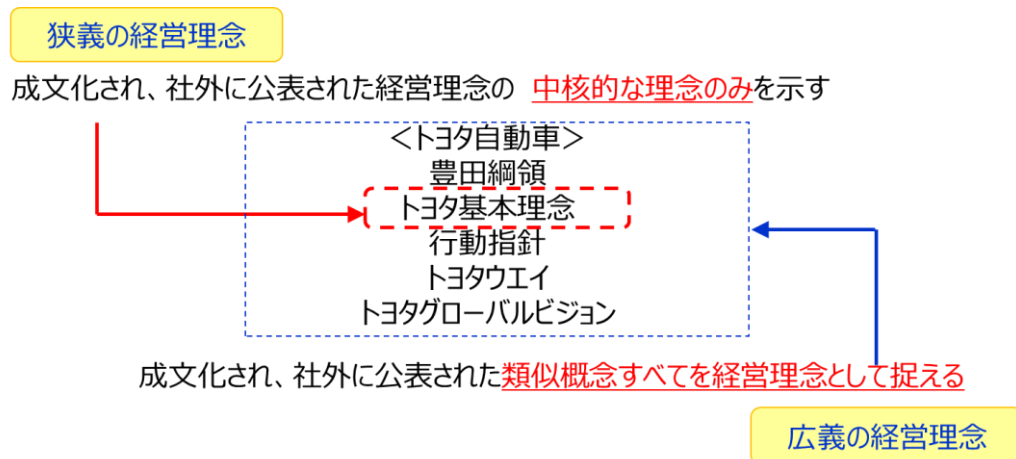 狭義の経営理念
成文化され、社外に公表された経営理念の 中核的な理念のみを示す
＜トヨタ自動車＞
豊田綱領
トヨタ基本理念
行動指針
トヨタウエイ
トヨタグローバルビジョン
成文化され、社外に公表された類似概念すべてを経営理念として捉える
広義の経営理念